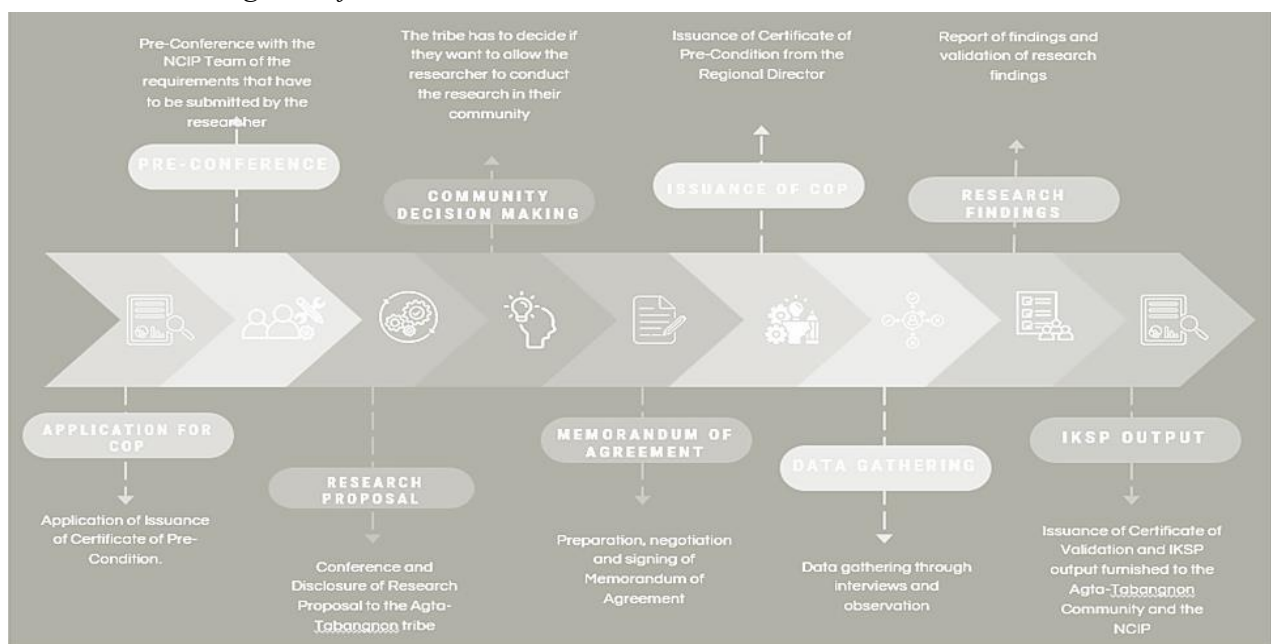 Pre-Conference with the
NCIP Team of the
requirements that have
to be submitted by the
researcher
PRE-CONFERENCE
The tribe has to decide if
they want to allow the
researcher to conduct
the research in their
community
COMMUNITY
DECISION MAKING
Issuance of Certificate of
Pre-Condition from the
Regional Director
ISSUANCE OF COP
Report of findings and
validation of research
findings
RESEARCH
FINDINGS
APPLICATION FOR
COP
Application of Issuance
of Certificate of Pre-
Condition.
RESEARCH
PROPOSAL
Conference and
Disclosure of Research
Proposal to the Agta-
Tabangnon tribe
MEMORANDUM OF
AGREEMENT
Preparation, negotiation
and signing of
Memorandum of
Agreement
DATA GATHERING
Data gathering through
interviews and
observation
IKSP OUTPUT
Issuance of Certificate of
Validation and IKSP
output furnished to the
Agta-Tabangnon
Community and the
NCIP